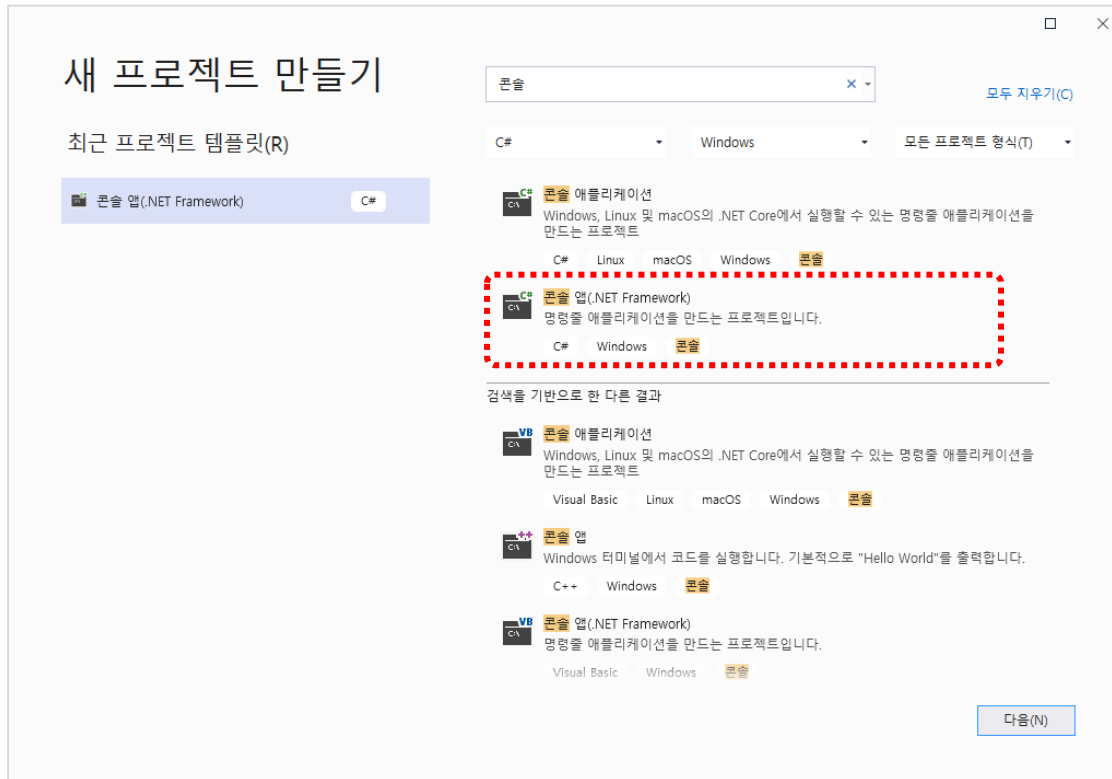 새 프로젝트 만들기
최근 프로젝트 템플릿(R)
콘솔 앱(.NET Framework) C#
콘솔
모두 지우기(C)
C# Windows 모든 프로젝트 형식(T)
C# C:\ 콘솔 애플리케이션
Windows, Linux 및 macOS의 .NET Core에서 실행할 수 있는 명령줄 애플리케이션을
만드는 프로젝트
C# Linux macOS Windows 콘솔
C# C:\ 콘솔 앱(.NET Framework)
명령줄 애플리케이션을 만드는 프로젝트입니다.
C# Windows 콘솔
검색을 기반으로 한 다른 결과
VB C:\ 콘솔 애플리케이션
Windows, Linux 및 macOS의 .NET Core에서 실행할 수 있는 명령줄 애플리케이션을
만드는 프로젝트
Visual Basic Linux macOS Windows 콘솔
++ C:\ 콘솔 앱
Windows 터미널에서 코드를 실행합니다. 기본적으로 "Hello World"를 출력합니다.
C++ Windows 콘솔
VB C:\ 콘솔 앱(.NET Framework)
명령줄 애플리케이션을 만드는 프로젝트입니다.
Visual Basic Windows 콘솔
다음(N)